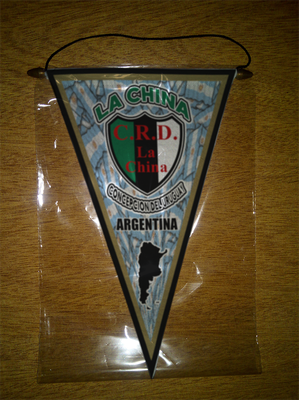 LA CHINA
C.R.D.
La
China
CONCEPCION DEL URUGUAY
ARGENTINA